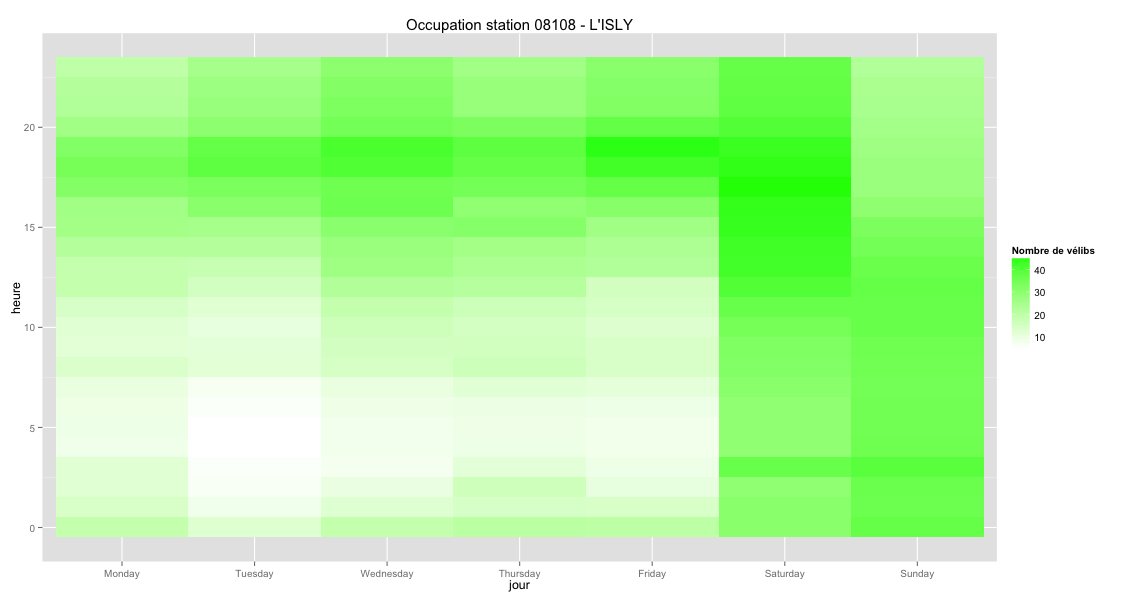 Occupation station 08108 - L'ISLY
heure
20
15
10
5
0
Monday Tuesday Wednesday Thursday Friday Saturday Sunday
jour
Nombre de vélibs
40
30
20
10